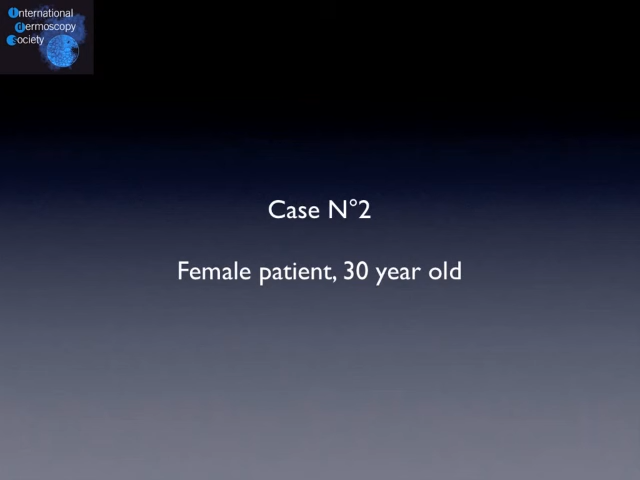 International
dermoscopy
Society
Case N°2
Female patient, 30 year old